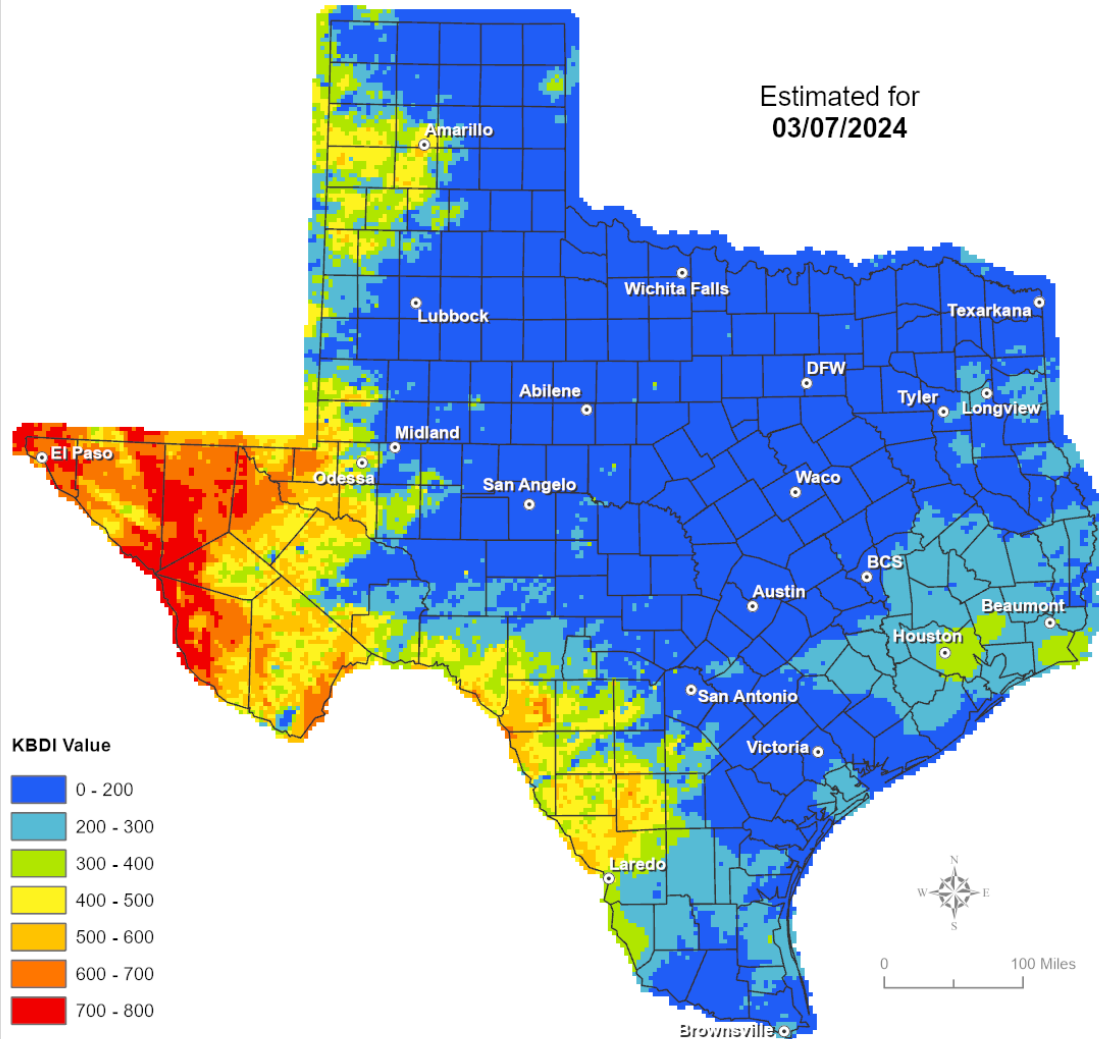 Estimated for
03/07/2024
Amarillo
Wichita Falls
Lubbock
Texarkana
DFW
Abilene
Tyler
Longview
Midland
El Paso
Odessa
San Angelo
Waco
BCS
Austin
Beaumont
Houston
San Antonio
Victoria
KBDI Value
0 - 200
200 - 300
300 - 400
400 - 500
500 - 600
600 - 700
700 - 800
Laredo
N
W E
S
0 100 Miles
Brownsville